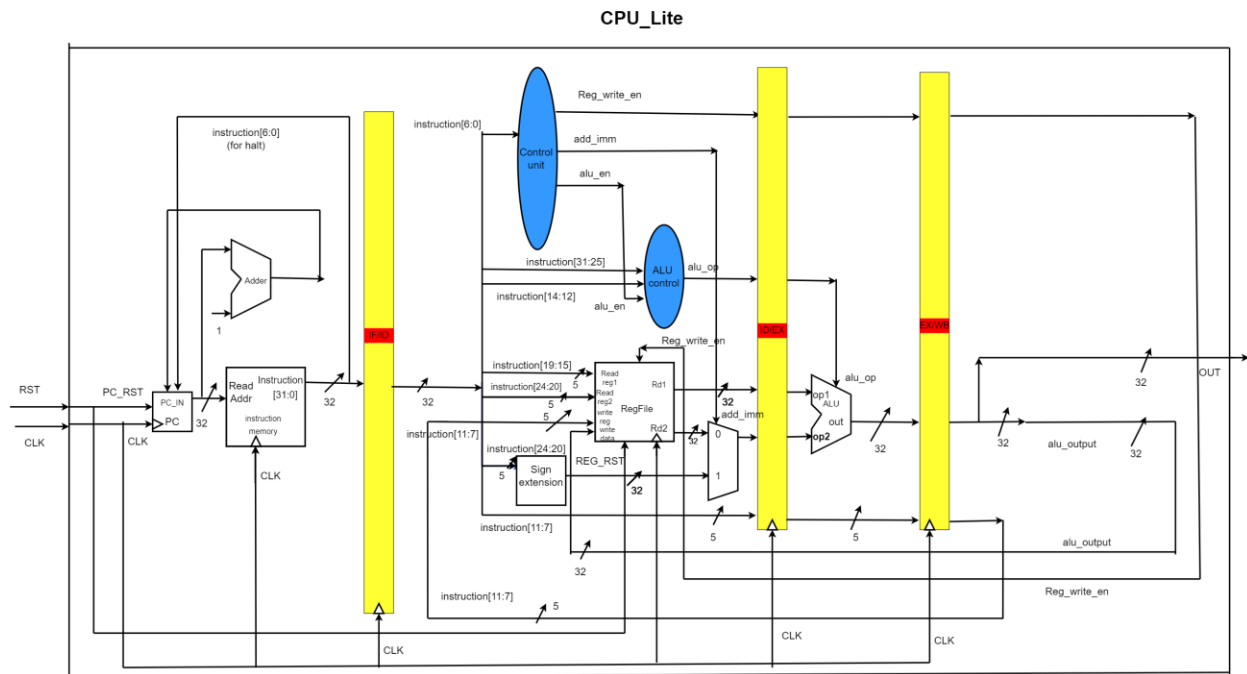 CPU_Lite
Reg_write_en
instruction[6:0]
(for halt)
instruction[6:0]
Control
unit
add_imm
alu_en
Adder
1
instruction[31:25]
instruction[14:12]
alu_en
ALU
control
alu_op
IF/ID
ID/EX
EX/WB
RST
PC_RST
CLK
CLK
PC_IN
PC
32
Read
Addr
Instruction
[31:0]
instruction
memory
32
CLK
32
Reg_write_en
instruction[19:15]
5
instruction[24:20]
5
5
instruction[11:7]
Read
reg1
Read
reg2
write
reg
write
data
RegFile
Rd1
Rd2
32
32
add_imm
0
1
instruction[24:20]
5
REG_RST
Sign
extension
32
instruction[11:7]
5
5
op1
op2
ALU
out
alu_op
32
32
32
OUT
alu_output
32
alu_output
32
Reg_write_en
instruction[11:7]
5
CLK
CLK
CLK